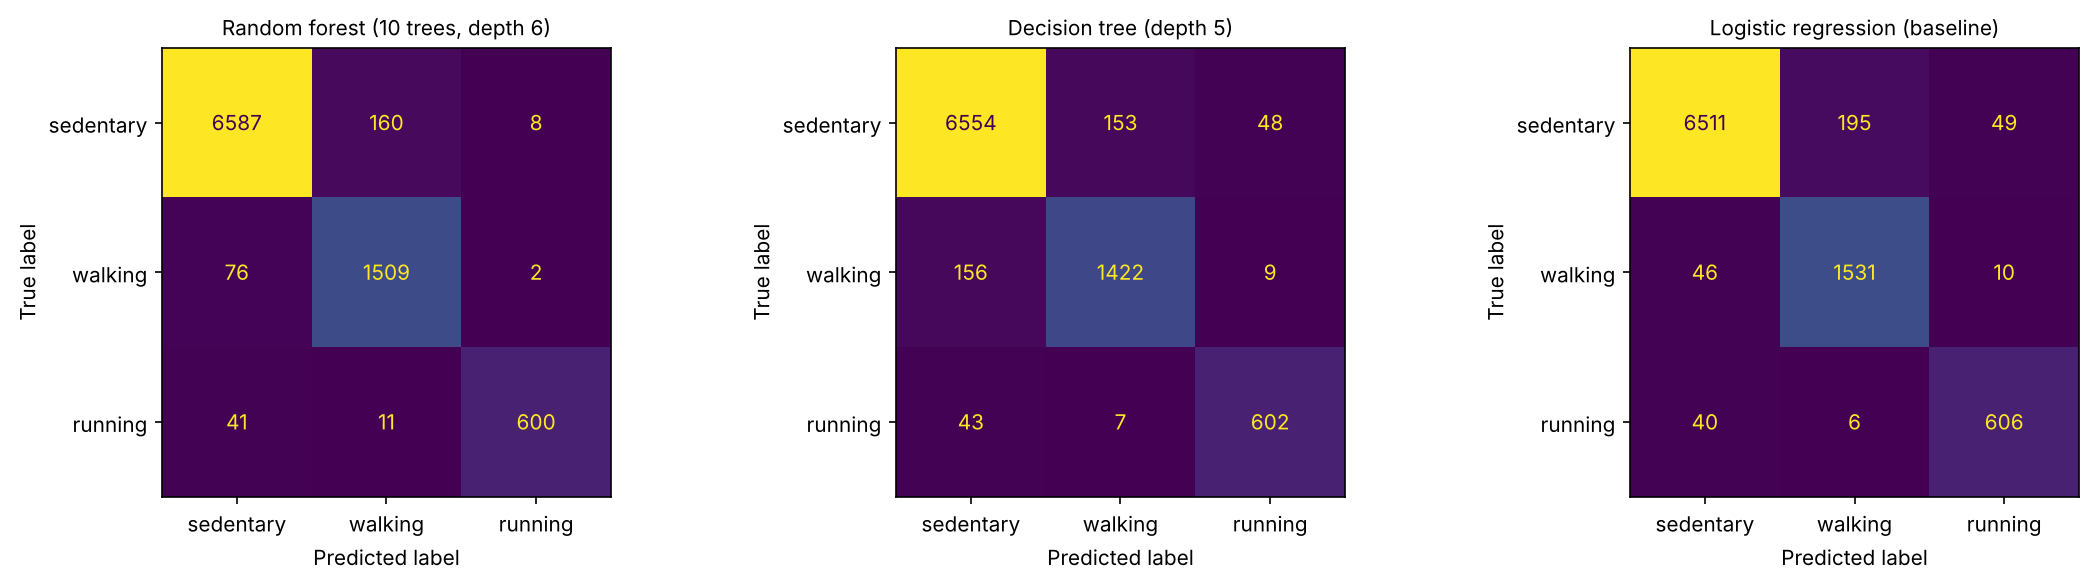 Random forest (10 trees, depth 6)
sedentary 6587 160 8
walking 76 1509 2
running 41 11 600
sedentary walking running
Predicted label
True label
Decision tree (depth 5)
sedentary 6554 153 48
walking 156 1422 9
running 43 7 602
sedentary walking running
Predicted label
True label
Logistic regression (baseline)
sedentary 6511 195 49
walking 46 1531 10
running 40 6 606
sedentary walking running
Predicted label
True label